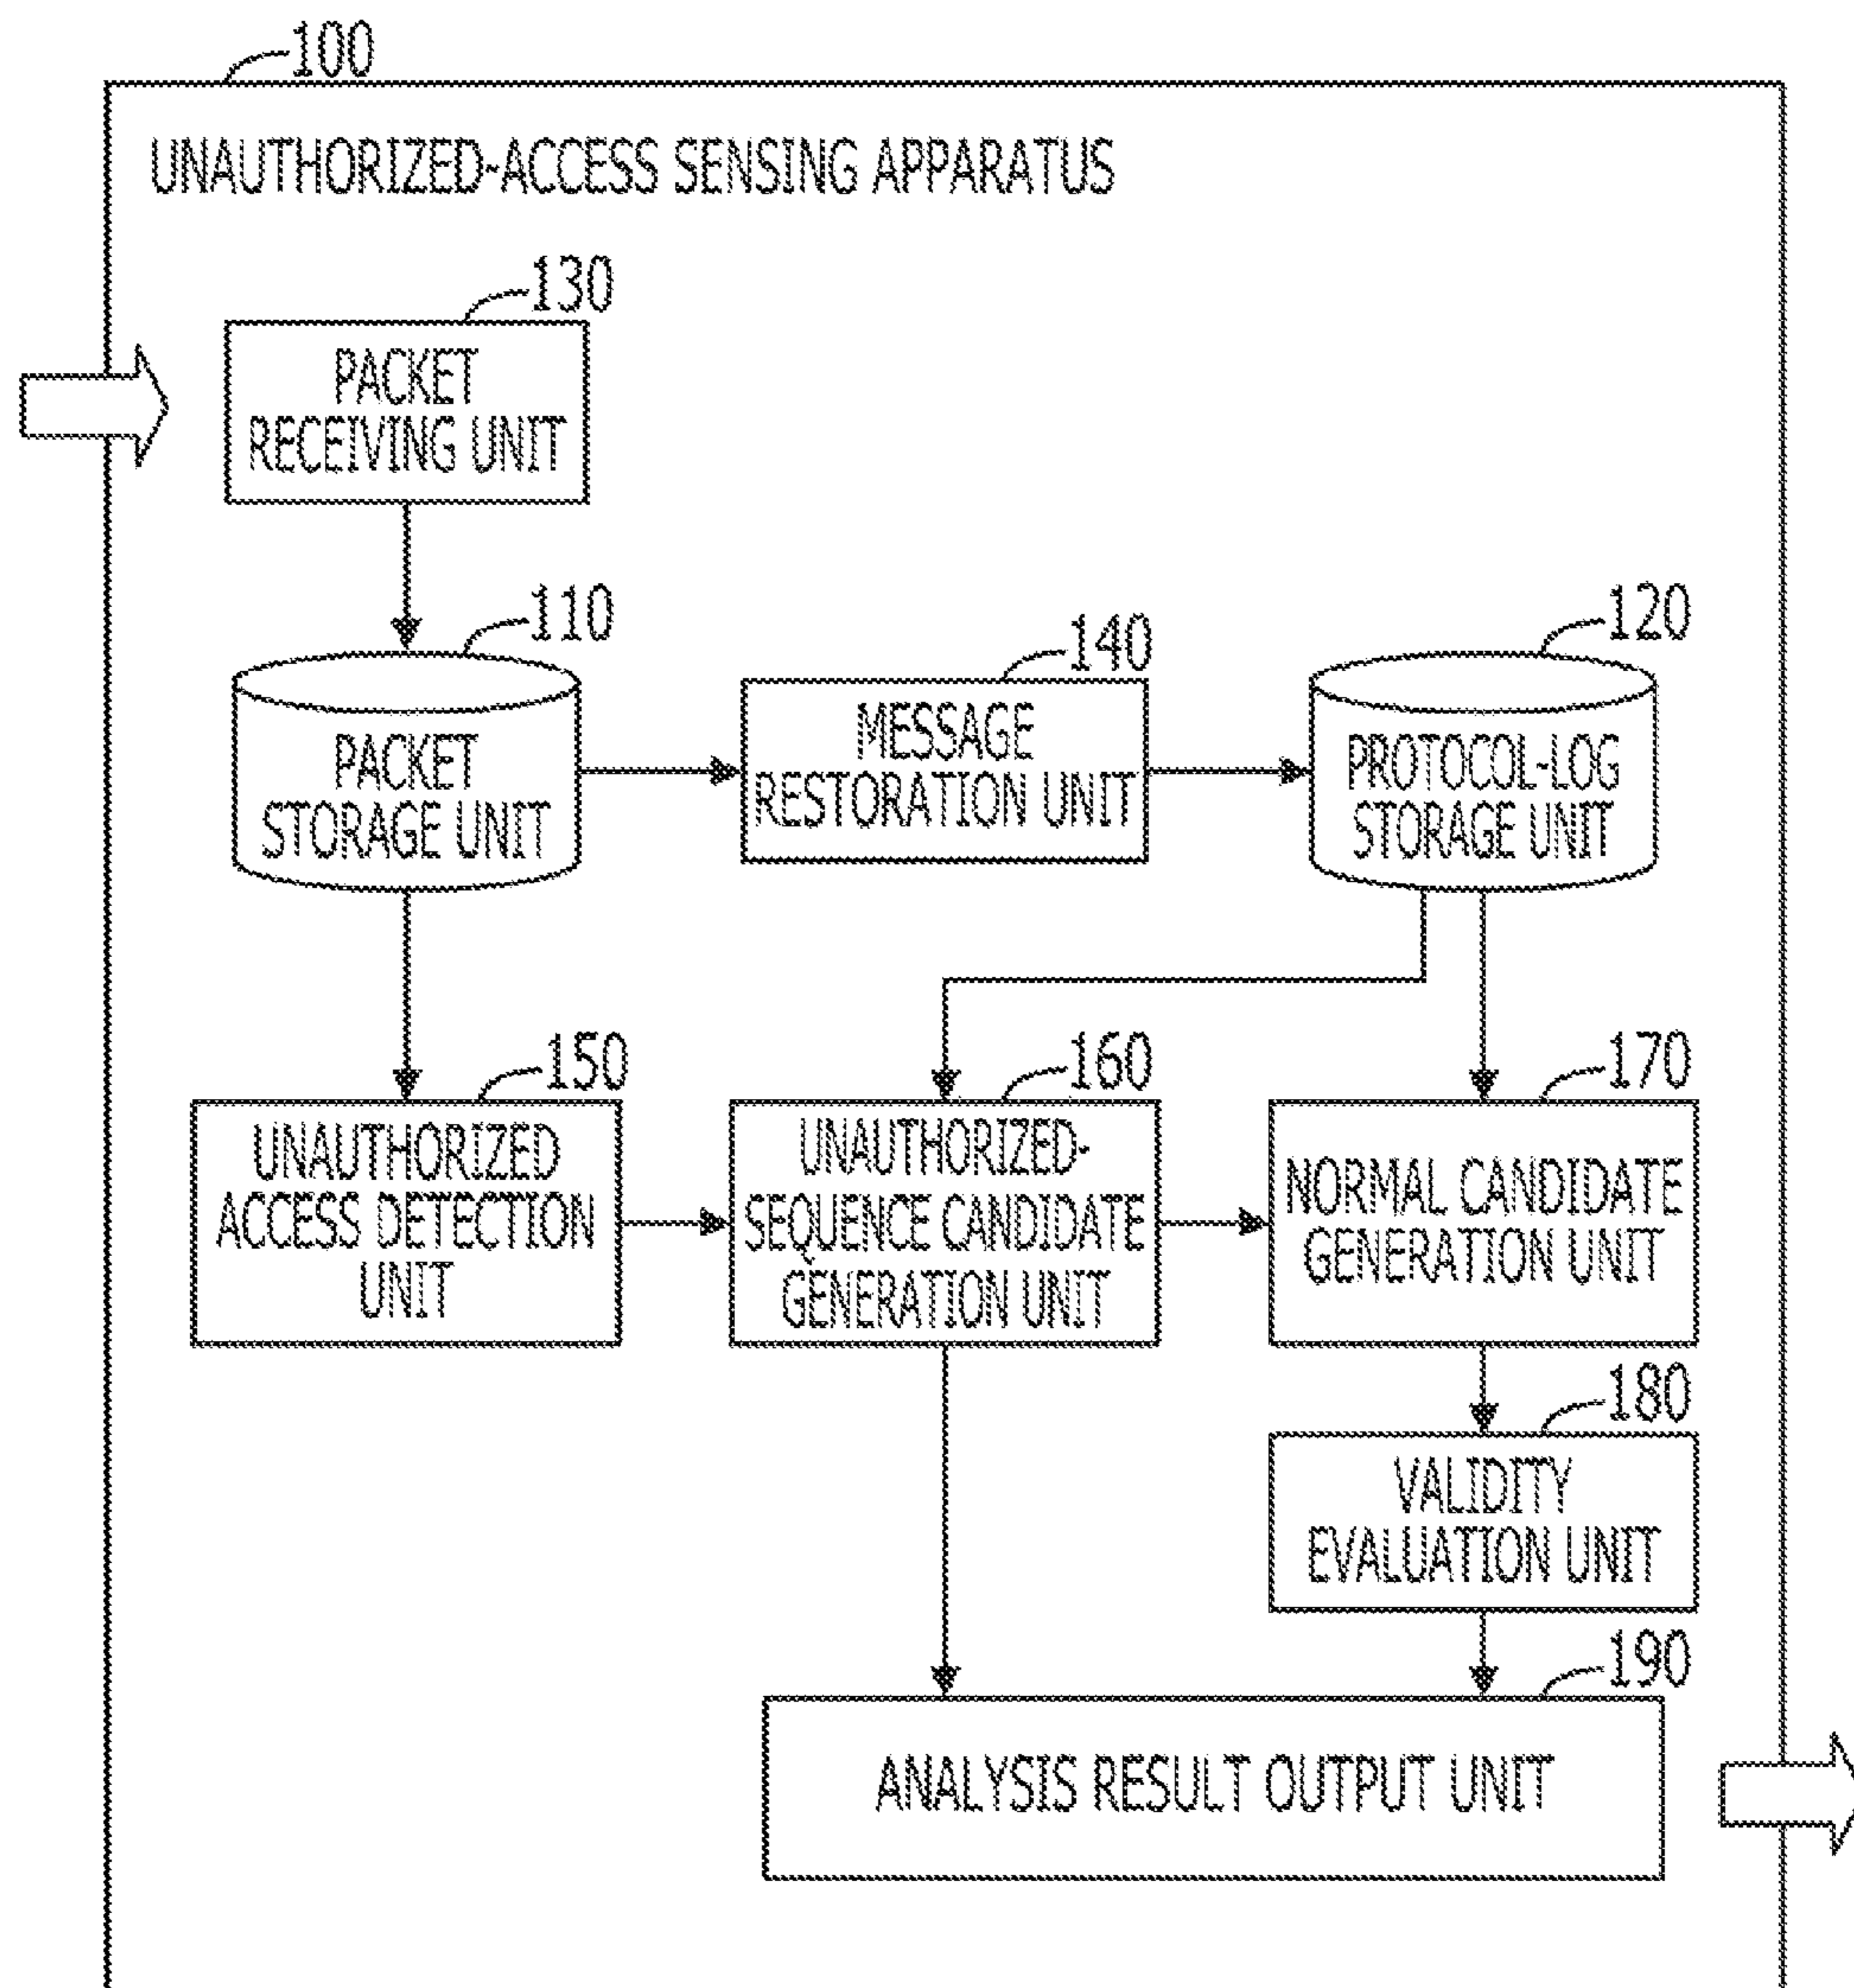 100
UNAUTHORIZED-ACCESS SENSING APPARATUS
130
PACKET
RECEIVING UNIT
110
PACKET
STORAGE UNIT
140
MESSAGE
RESTORATION UNIT
120
PROTOCOL-LOG
STORAGE UNIT
150
UNAUTHORIZED
ACCESS DETECTION
UNIT
160
UNAUTHORIZED-
SEQUENCE CANDIDATE
GENERATION UNIT
170
NORMAL CANDIDATE
GENERATION UNIT
180
VALIDITY
EVALUATION UNIT
190
ANALYSIS RESULT OUTPUT UNIT